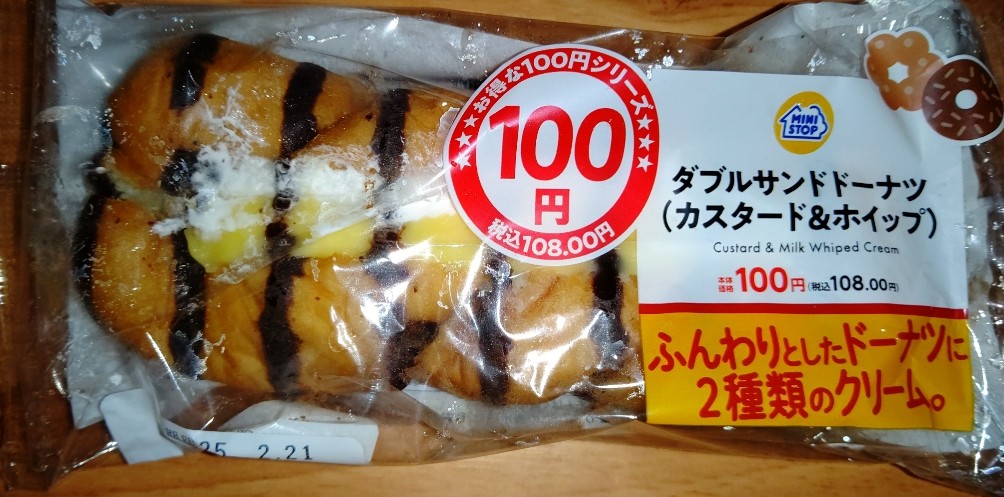 ★★★お得な100円シリーズ★★★
100
円
税込108.00円
MINI
STOP
ダブルサンドドーナツ
(カスタード&ホイップ)
Custard & Milk Whiped Cream
本体
価格 100円(税込108.00円)
ふんわりとしたドーナツに
2種類のクリーム。
25 2.21